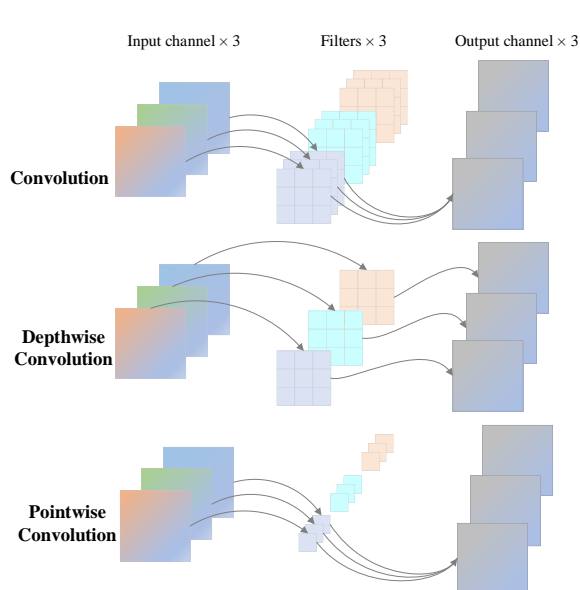 Input channel × 3
Filters × 3
Output channel × 3
Convolution
Depthwise
Convolution
Pointwise
Convolution